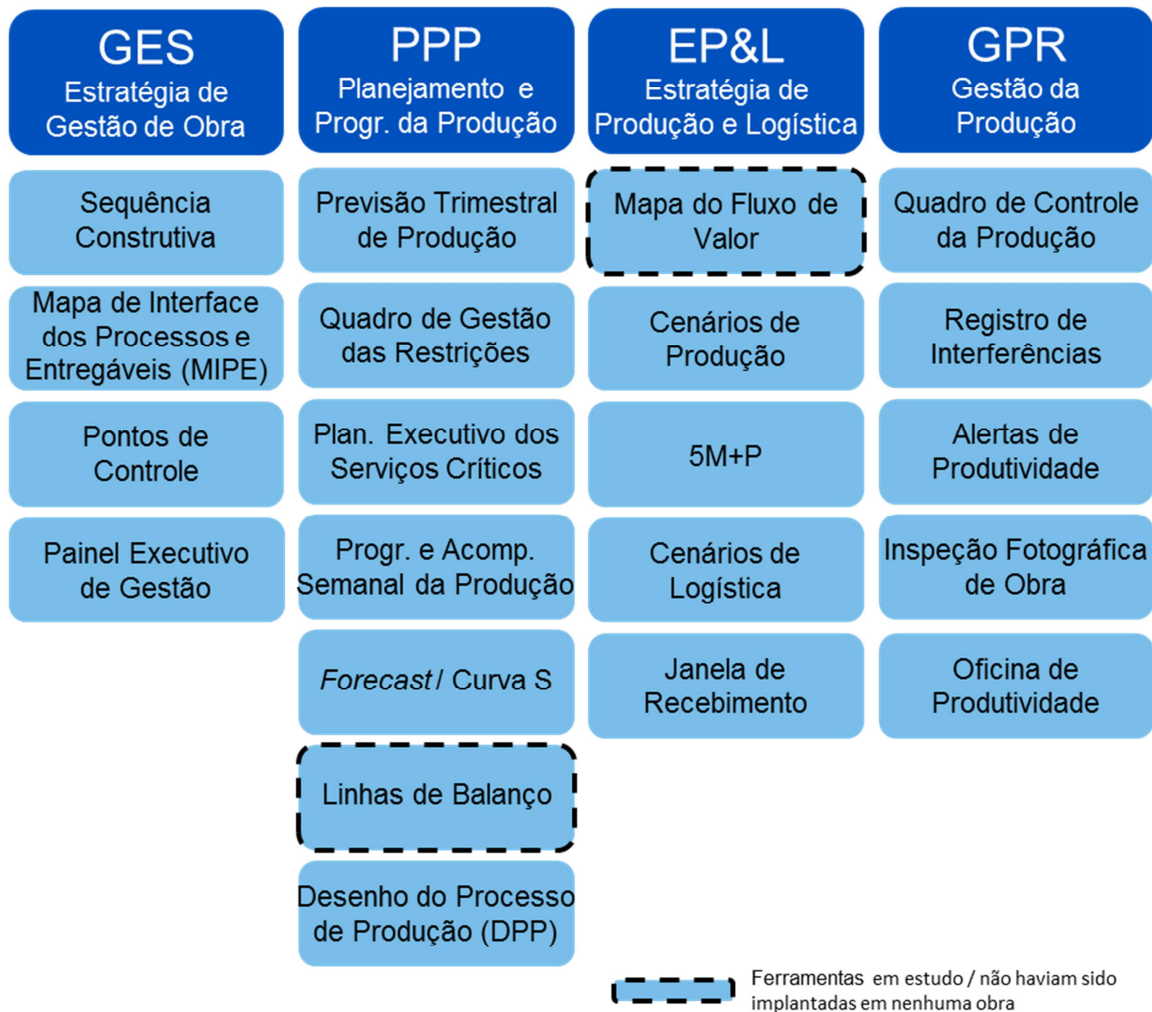 GES
Estratégia de
Gestão de Obra
Sequência
Construtiva
Mapa de Interface
dos Processos e
Entregáveis (MIPE)
Pontos de
Controle
Painel Executivo
de Gestão
PPP
Planejamento e
Progr. da Produção
Previsão Trimestral
de Produção
Quadro de Gestão
das Restrições
Plan. Executivo dos
Serviços Críticos
Progr. e Acomp.
Semanal da Produção
Forecast / Curva S
Linhas de Balanço
Desenho do Processo
de Produção (DPP)
EP&L
Estratégia de
Produção e Logística
Mapa do Fluxo de
Valor
Cenários de
Produção
5M+P
Cenários de
Logística
Janela de
Recebimento
GPR
Gestão da
Produção
Quadro de Controle
da Produção
Registro de
Interferências
Alertas de
Produtividade
Inspeção Fotográfica
de Obra
Oficina de
Produtividade
Ferramentas em estudo / não haviam sido
implantadas em nenhuma obra